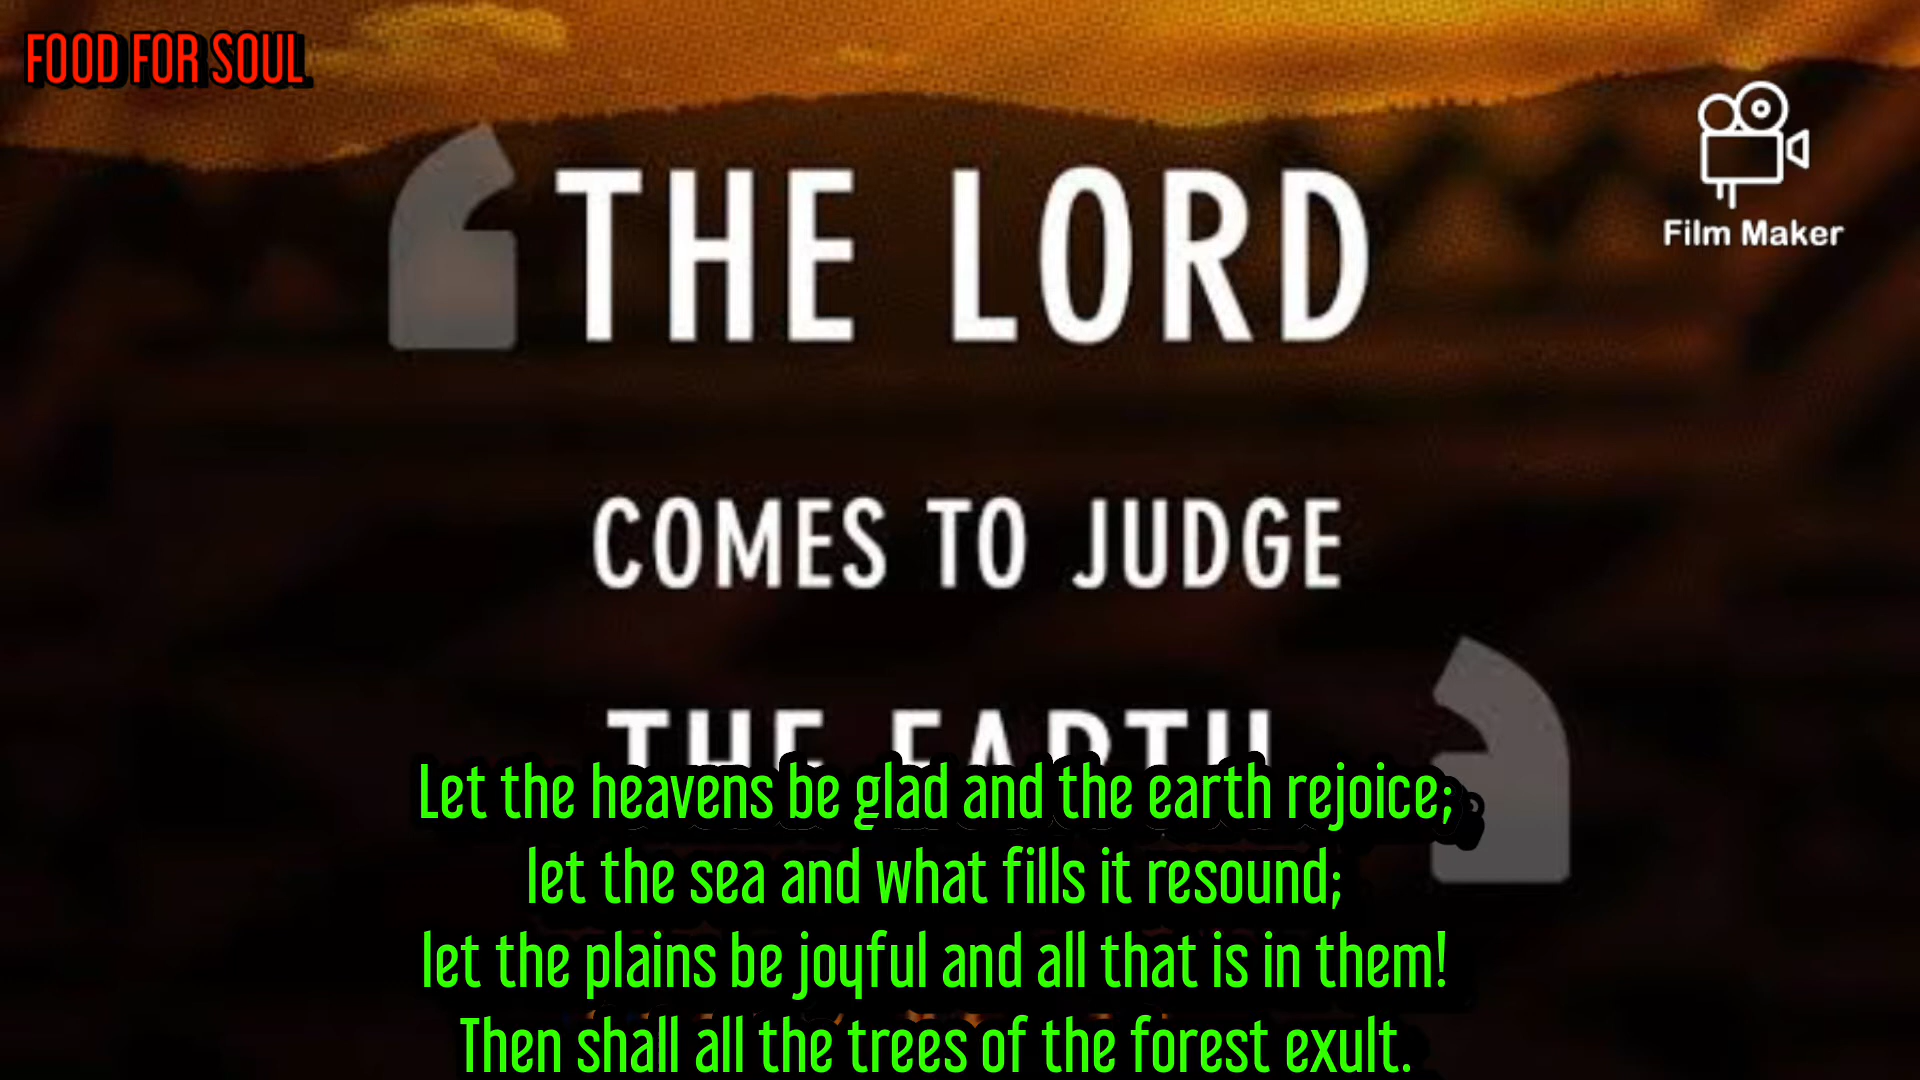 FOOD FOR SOUL
Film Maker
THE LORD
COMES TO JUDGE
THE EARTH
Let the heavens be glad and the earth rejoice;
let the sea and what fills it resound;
let the plains be joyful and all that is in them!
Then shall all the trees of the forest exult.